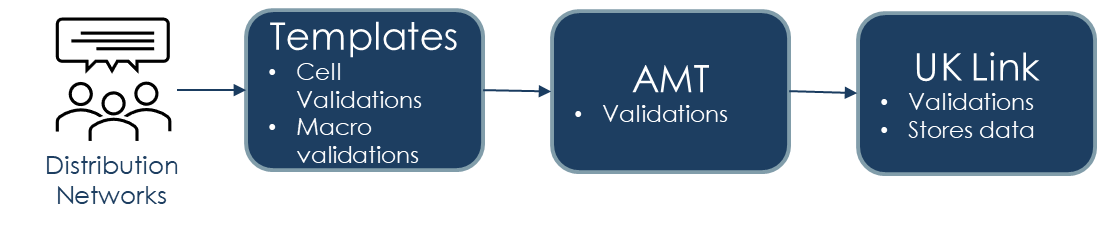 Distribution
Networks
Templates
• Cell
Validations
• Macro
validations
AMT
• Validations
UK Link
• Validations
• Stores data